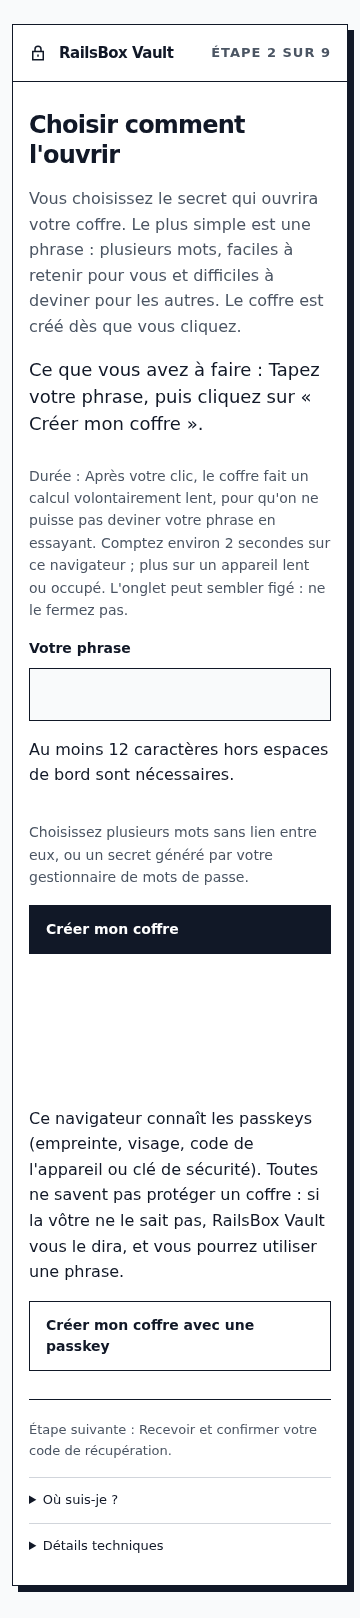 RailsBox Vault
ÉTAPE 2 SUR 9
Choisir comment
l'ouvrir
Vous choisissez le secret qui ouvrira
votre coffre. Le plus simple est une
phrase : plusieurs mots, faciles à
retenir pour vous et difficiles à
deviner pour les autres. Le coffre est
créé dès que vous cliquez.
Ce que vous avez à faire : Tapez
votre phrase, puis cliquez sur «
Créer mon coffre ».
Durée : Après votre clic, le coffre fait un
calcul volontairement lent, pour qu'on ne
puisse pas deviner votre phrase en
essayant. Comptez environ 2 secondes sur
ce navigateur ; plus sur un appareil lent
ou occupé. L'onglet peut sembler figé : ne
le fermez pas.
Votre phrase
Au moins 12 caractères hors espaces
de bord sont nécessaires.
Choisissez plusieurs mots sans lien entre
eux, ou un secret généré par votre
gestionnaire de mots de passe.
Créer mon coffre
Ce navigateur connaît les passkeys
(empreinte, visage, code de
l'appareil ou clé de sécurité). Toutes
ne savent pas protéger un coffre : si
la vôtre ne le sait pas, RailsBox Vault
vous le dira, et vous pourrez utiliser
une phrase.
Créer mon coffre avec une
passkey
Étape suivante : Recevoir et confirmer votre
code de récupération.
Où suis-je ?
Détails techniques